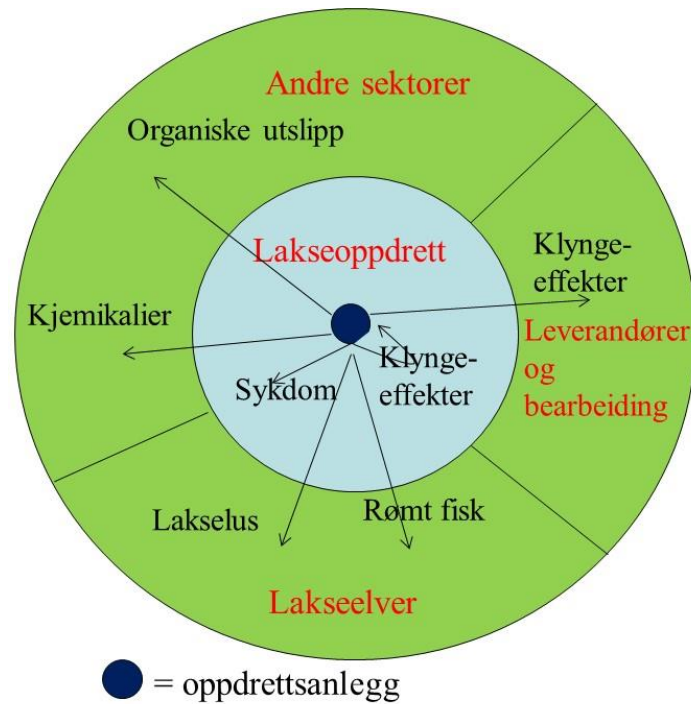 Andre sektorer
Organiske utslipp
Lakseoppdrett
Klynge-
effekter
Kjemikalier
Leverandører
og
bearbeiding
Klynge-
effekter
Sykdom
Lakselus
Rømt fisk
Lakseelver
= oppdrettsanlegg